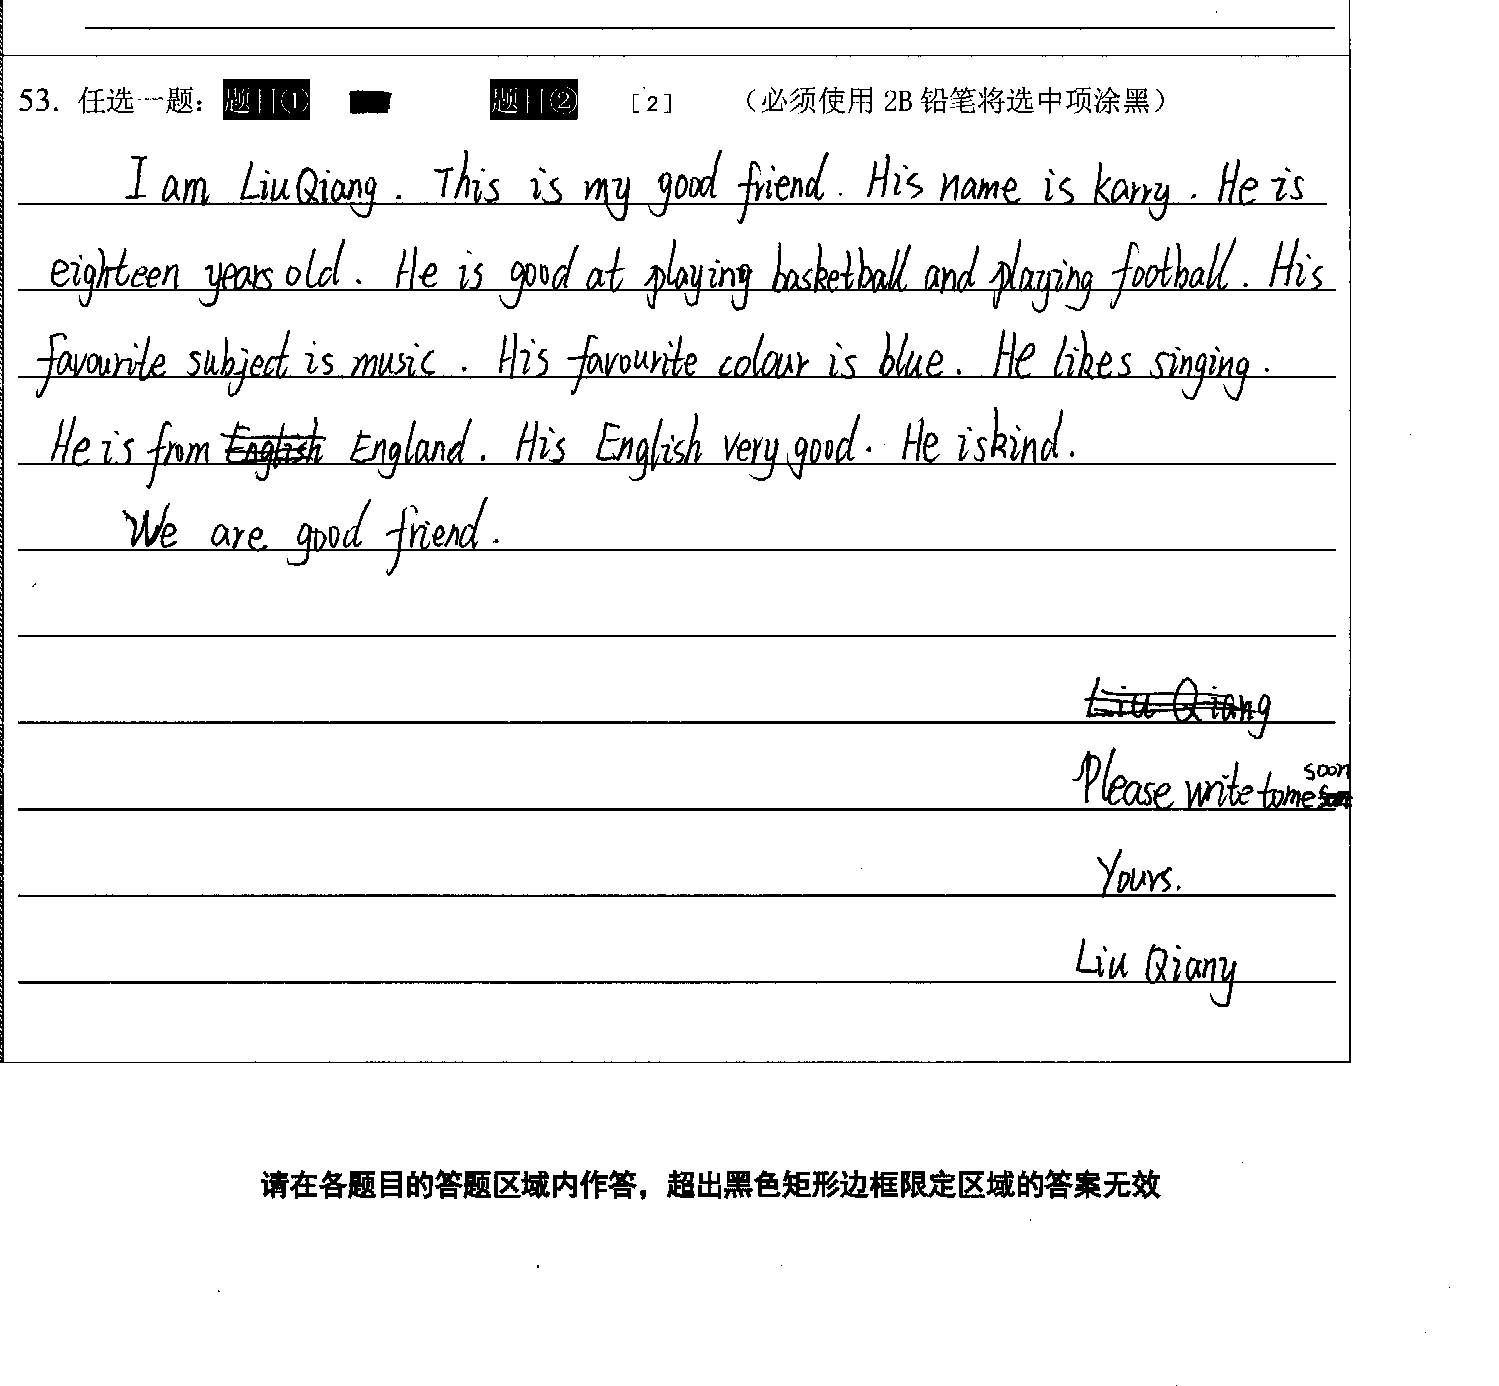 53. 任选一题： 题目① 题目② [2] （必须使用 2B 铅笔将选中项涂黑）
I am LiuQiang. This is my good friend. His name is karry. He is
eighteen years old. He is good at playing basketball and playing football. His
favourite subject is music. His favourite colour is blue. He likes singing.
He is from English England. His English very good. He iskind.
We are good friend.
Liu Qiang
soon
Please write tome
Yours.
Liu Qiany
请在各题目的答题区域内作答，超出黑色矩形边框限定区域的答案无效